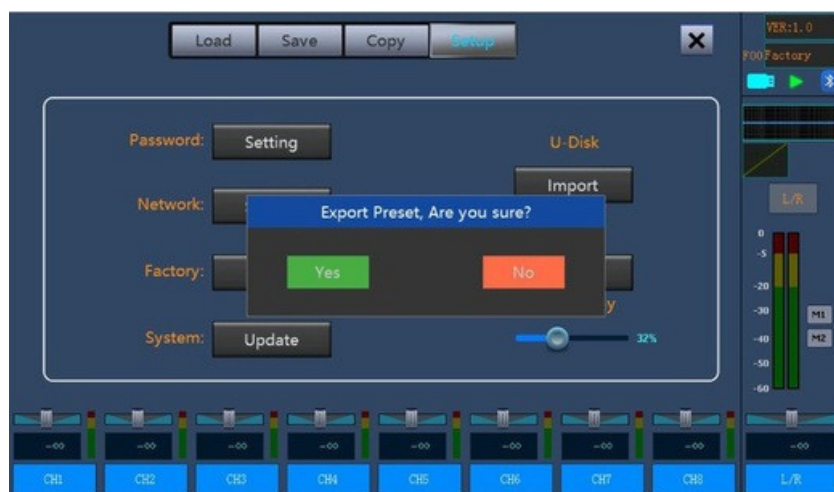 Load Save Copy Setup
VER:1.0
F00Factory
Password: Setting
U-Disk
Import
Network:
Export Preset, Are you sure?
L/R
Factory:
Yes No
System: Update
32%
0
-5
-20
-30
-40
-50
-60
M1
M2
-∞ -∞ -∞ -∞ -∞ -∞ -∞ -∞ -∞
CH1 CH2 CH3 CH4 CH5 CH6 CH7 CH8 L/R